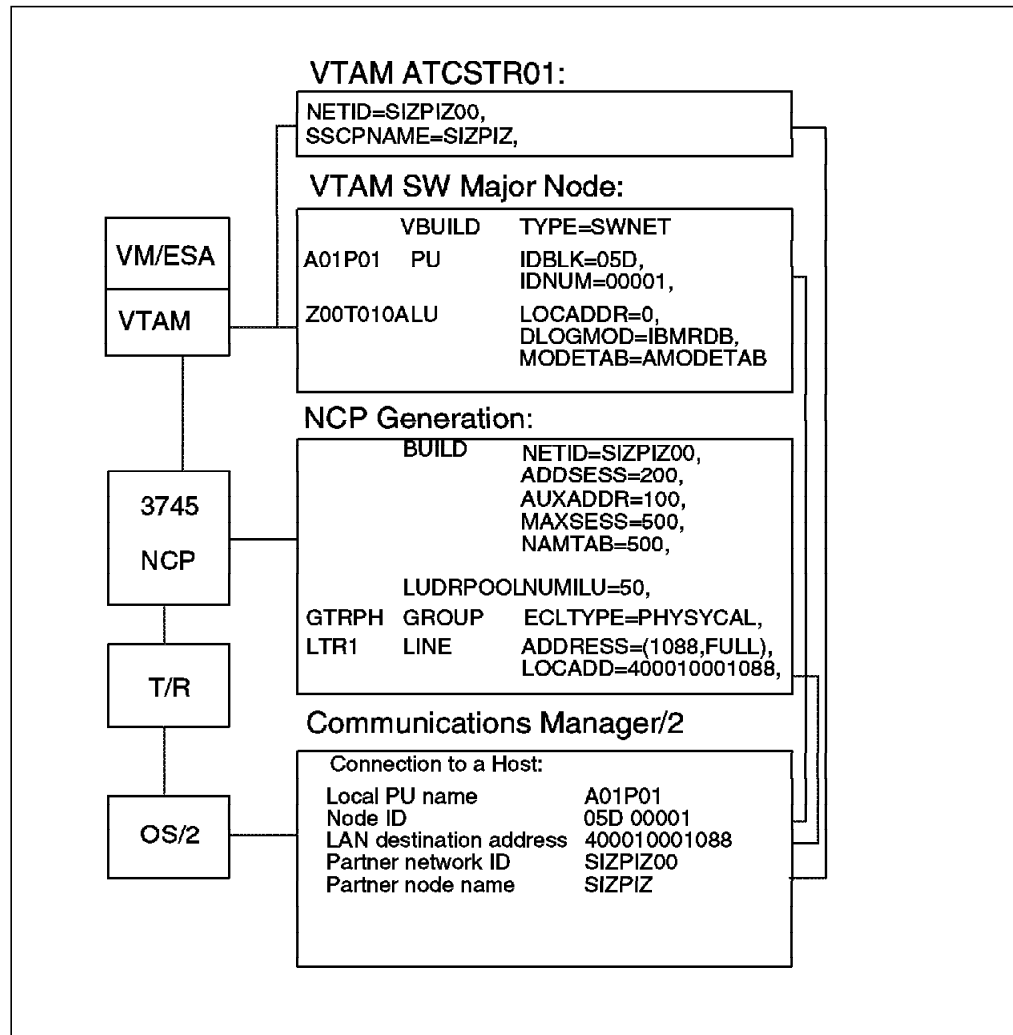 VTAM ATCSTR01:
NETID=SIZPIZ00,
SSCPNAME=SIZPIZ,
VTAM SW Major Node:
VBUILD TYPE=SWNET
A01P01 PU IDBLK=05D,
IDNUM=00001,
Z00T010ALU LOCADDR=0,
DLOGMOD=IBMRDB,
MODETAB=AMODETAB
VM/ESA
VTAM
NCP Generation:
BUILD NETID=SIZPIZ00,
ADDSESS=200,
AUXADDR=100,
MAXSESS=500,
NAMTAB=500,
LUDRPOOLNUMILU=50,
GTRPH GROUP ECLTYPE=PHYSYCAL,
LTR1 LINE ADDRESS=(1088,FULL),
LOCADD=400010001088,
3745
NCP
T/R
Communications Manager/2
Connection to a Host:
Local PU name A01P01
Node ID 05D 00001
LAN destination address 400010001088
Partner network ID SIZPIZ00
Partner node name SIZPIZ
OS/2